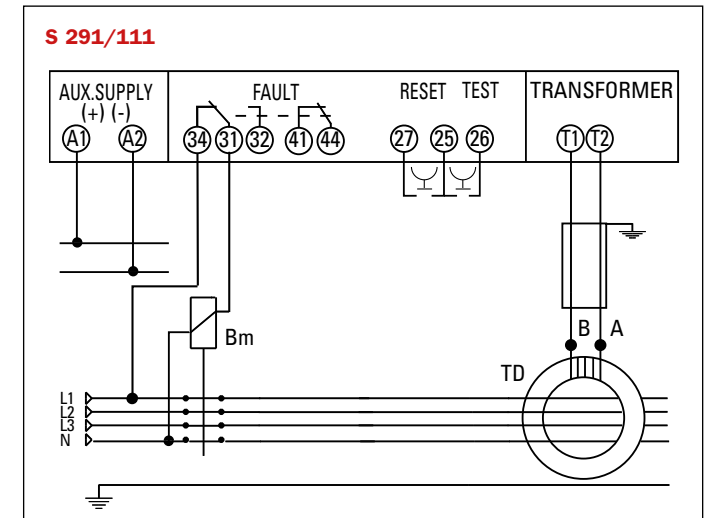 S 291/111
AUX.SUPPLY FAULT RESET TEST TRANSFORMER
(+) (-)
A1 A2 34 31 32 41 44 27 25 26 T1 T2
B A
Bm
TD
L1
L2
L3
N